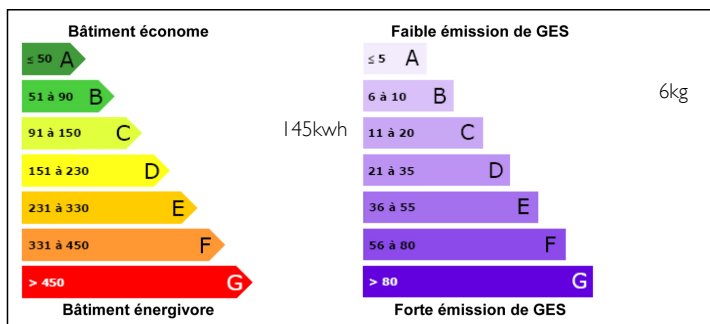 Bâtiment économe
≤ 50 A
51 à 90 B
91 à 150 C
145kwh
151 à 230 D
231 à 330 E
331 à 450 F
> 450 G
Bâtiment énergivore
Faible émission de GES
≤ 5 A
6 à 10 B
6kg
11 à 20 C
21 à 35 D
36 à 55 E
56 à 80 F
> 80 G
Forte émission de GES